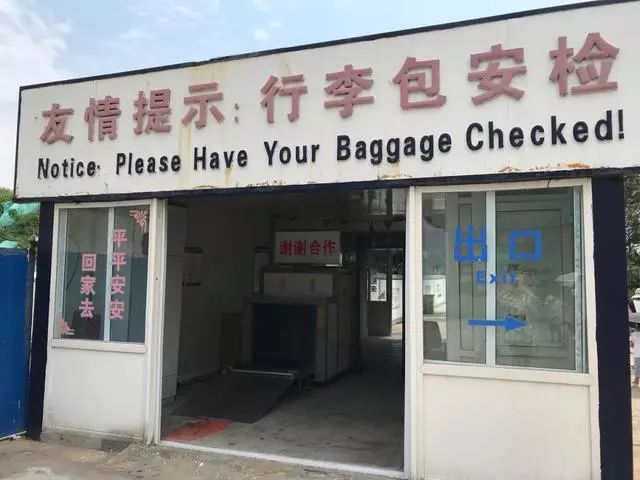 友情提示:行李包安检
Notice: Please Have Your Baggage Checked!
谢谢合作
平平安安
回家去
出口
Exit